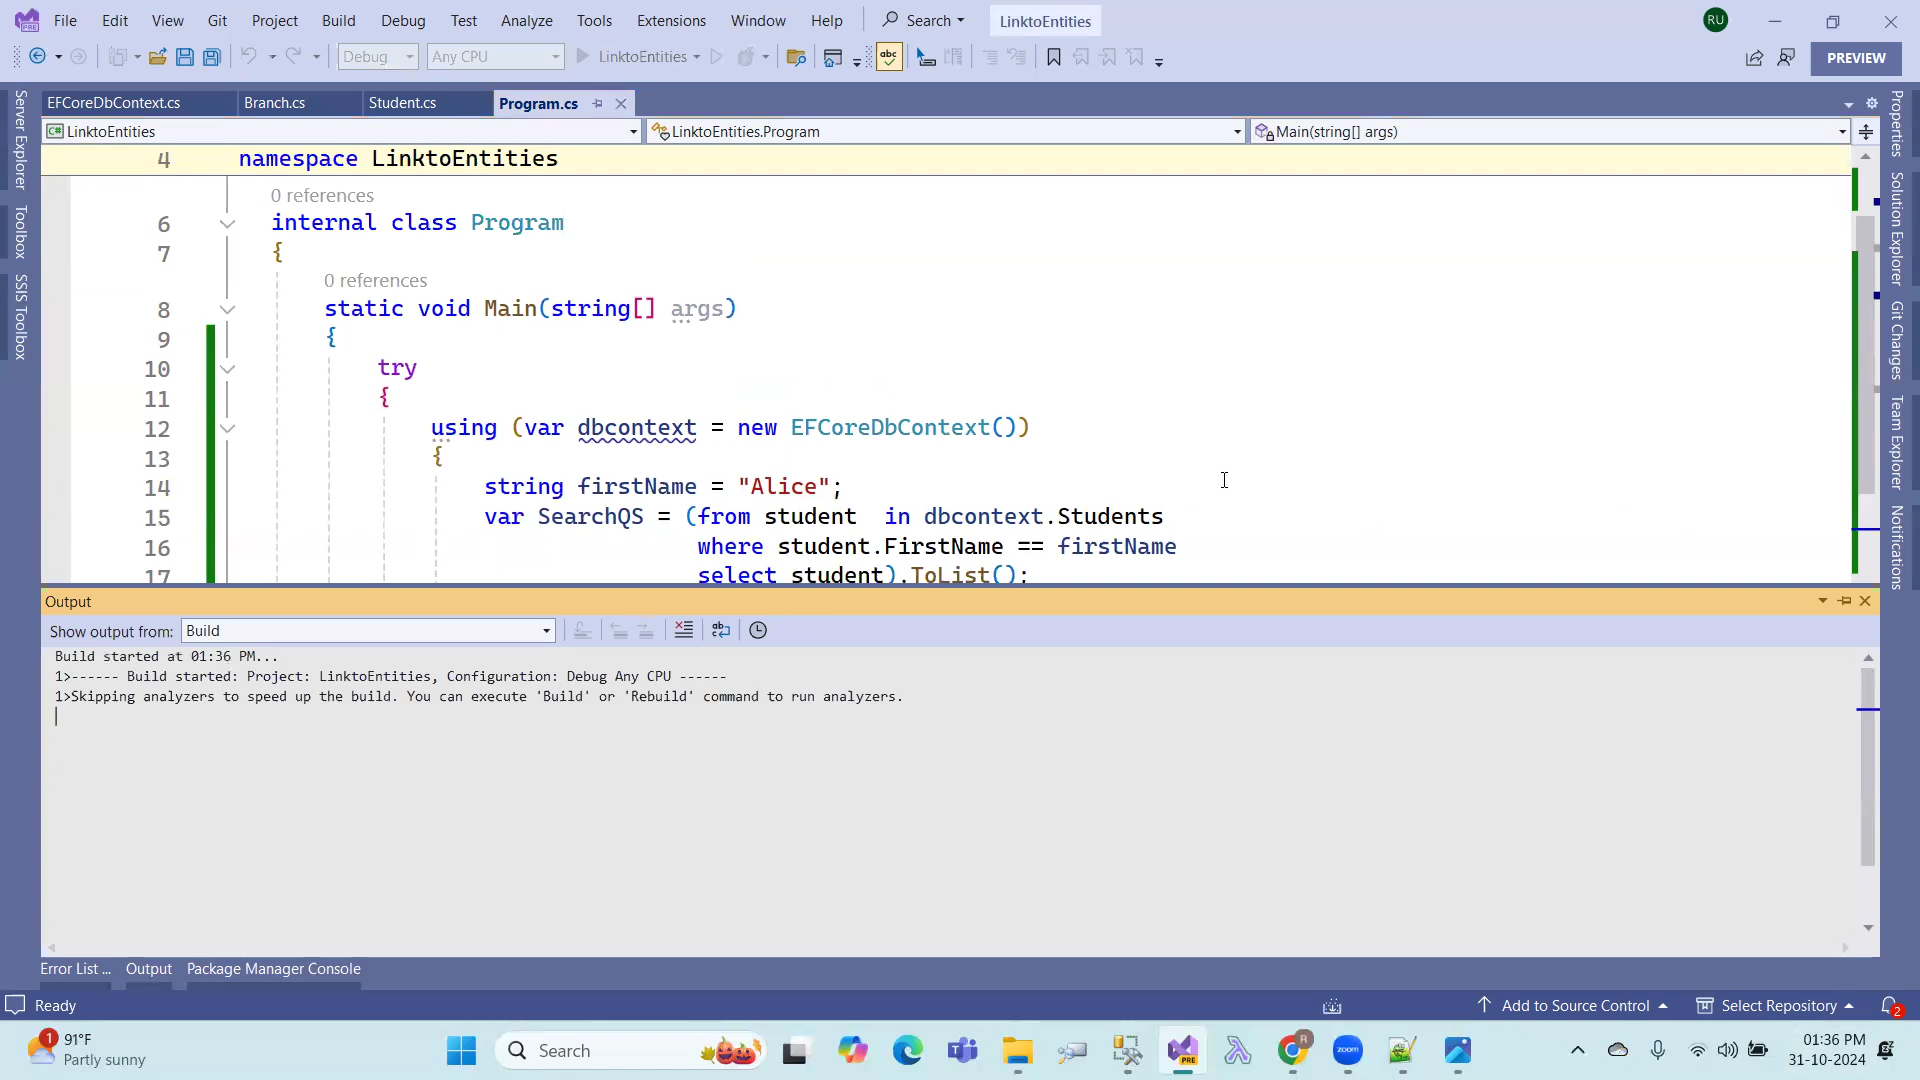 File Edit View Git Project Build Debug Test Analyze Tools Extensions Window Help Search LinktoEntities RU
Debug Any CPU LinktoEntities abc PREVIEW
EFCoreDbContext.cs Branch.cs Student.cs Program.cs
C# LinktoEntities LinktoEntities.Program Main(string[] args)
Server Explorer
Toolbox
SSIS Toolbox
4 namespace LinktoEntities
0 references
6 internal class Program
7 {
0 references
8 static void Main(string[] args)
9 {
10 try
11 {
12 using (var dbcontext = new EFCoreDbContext())
13 {
14 string firstName = "Alice";
15 var SearchQS = (from student  in dbcontext.Students
16 where student.FirstName == firstName
17 select student).ToList();
Properties
Solution Explorer
Git Changes
Team Explorer
Notifications
Output
Show output from: Build
Build started at 01:36 PM...
1>------ Build started: Project: LinktoEntities, Configuration: Debug Any CPU ------
1>Skipping analyzers to speed up the build. You can execute 'Build' or 'Rebuild' command to run analyzers.
Error List ... Output Package Manager Console
Ready Add to Source Control Select Repository 2
1 91°F
Partly sunny
Search PRE zoom R
01:36 PM
31-10-2024